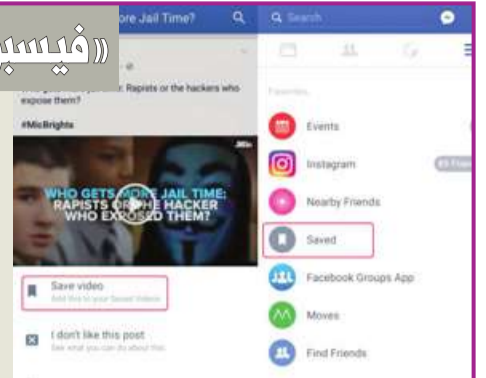 «فيسب
ore Jail Time?
Rapists or the hackers who
expose them?
#MicBrights
WHO GETS MORE JAIL TIME:
RAPISTS OR THE HACKER
WHO EXPOSED THEM?
Save video
Add this to your Saved Videos
I don't like this post
See what you can do about this
Search
Favorites
Events
Instagram
Nearby Friends
Saved
Facebook Groups App
Moves
Find Friends